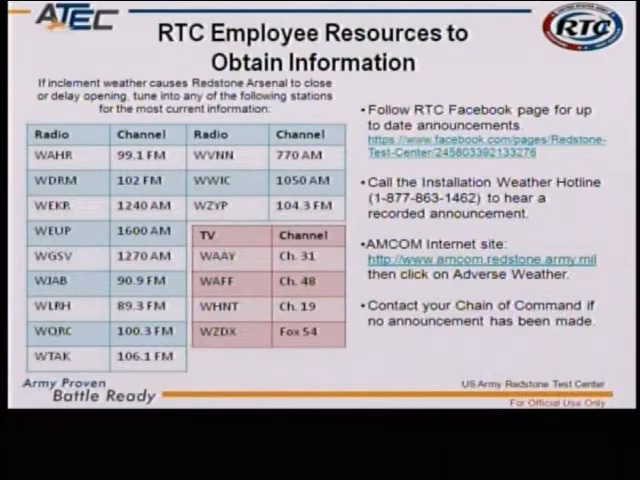 ATEC
RTC Employee Resources to
Obtain Information
RTC
If inclement weather causes Redstone Arsenal to close
or delay opening, tune into any of the following stations
for the most current information:
Radio Channel Radio Channel
WAHR 99.1 FM WVNN 770 AM
WDRM 102 FM WWIC 1050 AM
WEKR 1240 AM WZYP 104.3 FM
WEUP 1600 AM
WGSV 1270 AM
WJAB 90.9 FM
WLRH 89.3 FM
WQRC 100.3 FM
WTAK 106.1 FM
TV Channel
WAAY Ch. 31
WAFF Ch. 48
WHNT Ch. 19
WZDX Fox 54
•Follow RTC Facebook page for up
to date announcements.
https://www.facebook.com/pages/Redstone-
Test-Center/245803392133276
•Call the Installation Weather Hotline
(1-877-863-1462) to hear a
recorded announcement.
•AMCOM Internet site:
http://www.amcom.redstone.army.mil
then click on Adverse Weather.
•Contact your Chain of Command if
no announcement has been made.
Army Proven
Battle Ready
US Army Redstone Test Center
For Official Use Only